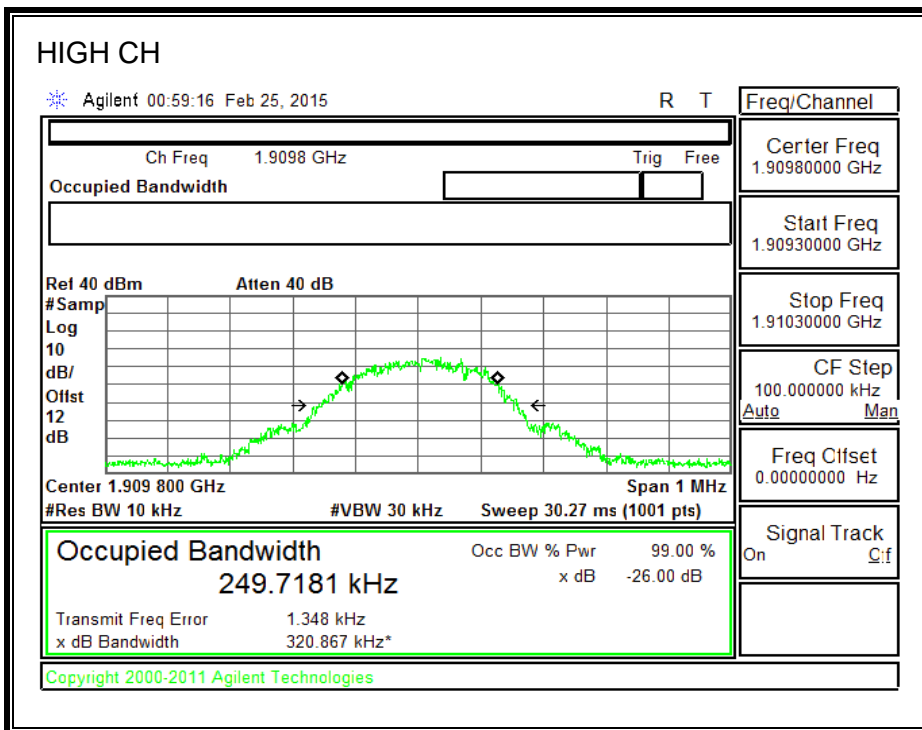 HIGH CH
Agilent 00:59:16 Feb 25, 2015 R T
Freq/Channel
Ch Freq 1.9098 GHz Trig Free
Occupied Bandwidth
Center Freq
1.90980000 GHz
Start Freq
1.90930000 GHz
Stop Freq
1.91030000 GHz
CF Step
100.000000 kHz
Auto Man
Freq Offset
0.00000000 Hz
Signal Track
On Off
Ref 40 dBm Atten 40 dB
#Samp
Log
10
dB/
Offst
12
dB
Center 1.909 800 GHz Span 1 MHz
#Res BW 10 kHz #VBW 30 kHz Sweep 30.27 ms (1001 pts)
Occupied Bandwidth Occ BW % Pwr 99.00 %
249.7181 kHz x dB -26.00 dB
Transmit Freq Error 1.348 kHz
x dB Bandwidth 320.867 kHz*
Copyright 2000-2011 Agilent Technologies